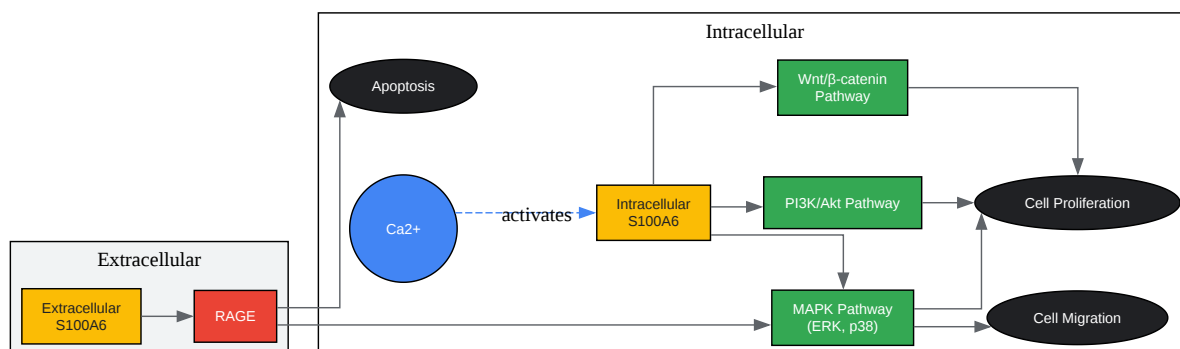 Intracellular
Apoptosis
Wnt/β-catenin
Pathway
Ca2+
activates
Intracellular
S100A6
PI3K/Akt Pathway
Cell Proliferation
Extracellular
Extracellular
S100A6
RAGE
MAPK Pathway
(ERK, p38)
Cell Migration